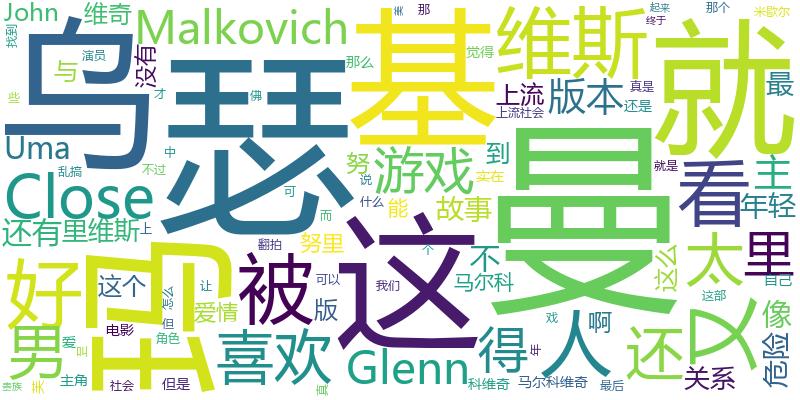 John
维奇
Malkovich
找到
些
美
演员
与
才
佛
中
没有
乌
瑟
基
那么
那
觉得
维斯
那个
起来
终于
米歇尔
就
最
上流
上流社会
版本
真是
还是
Uma
乱搞
不过
可
说
实在
努
游戏
到
就是
看
主
Close
而
什么
能
故事
年轻
还有
里维斯
上
翻拍
努里
不
个
曼
这么
太
里
这
好
玛
这个
怎么
让
被
可以
我们
马尔科
这部
自己
电影
但
爱情
角色
版
戏
啊
人
还
又
像
男
爱
喜欢
Glenn
得
年
危险
贵族
主角
社会
但是
真
科维奇
马尔科维奇
最后
关系